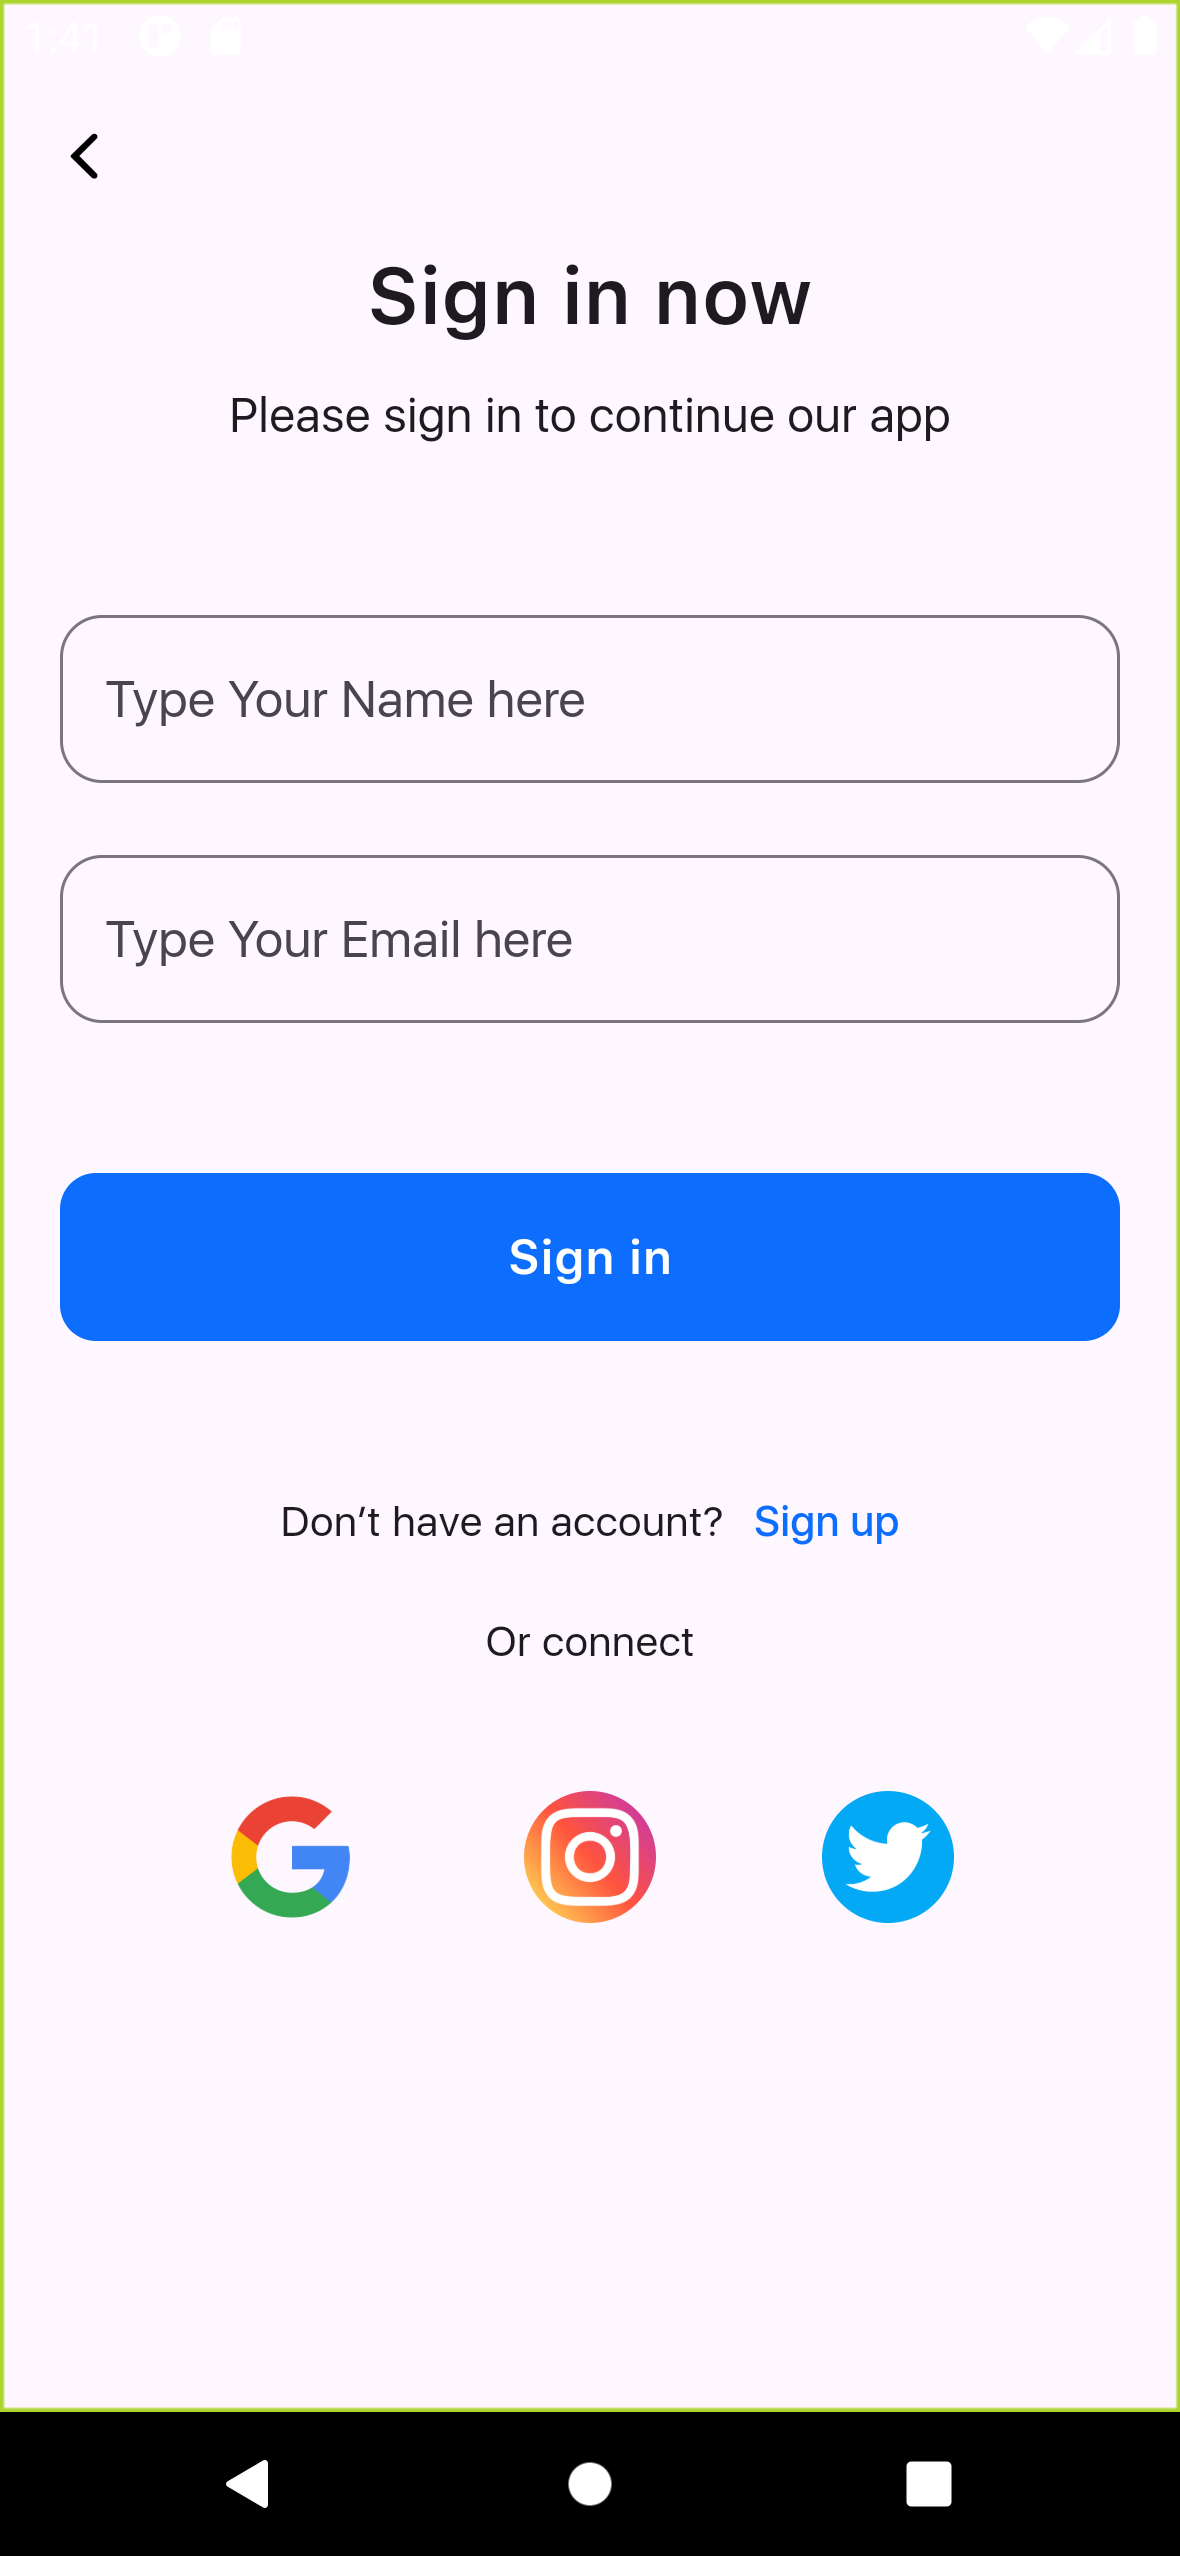 1:41
Sign in now
Please sign in to continue our app
Type Your Name here
Type Your Email here
Sign in
Don’t have an account? Sign up
Or connect